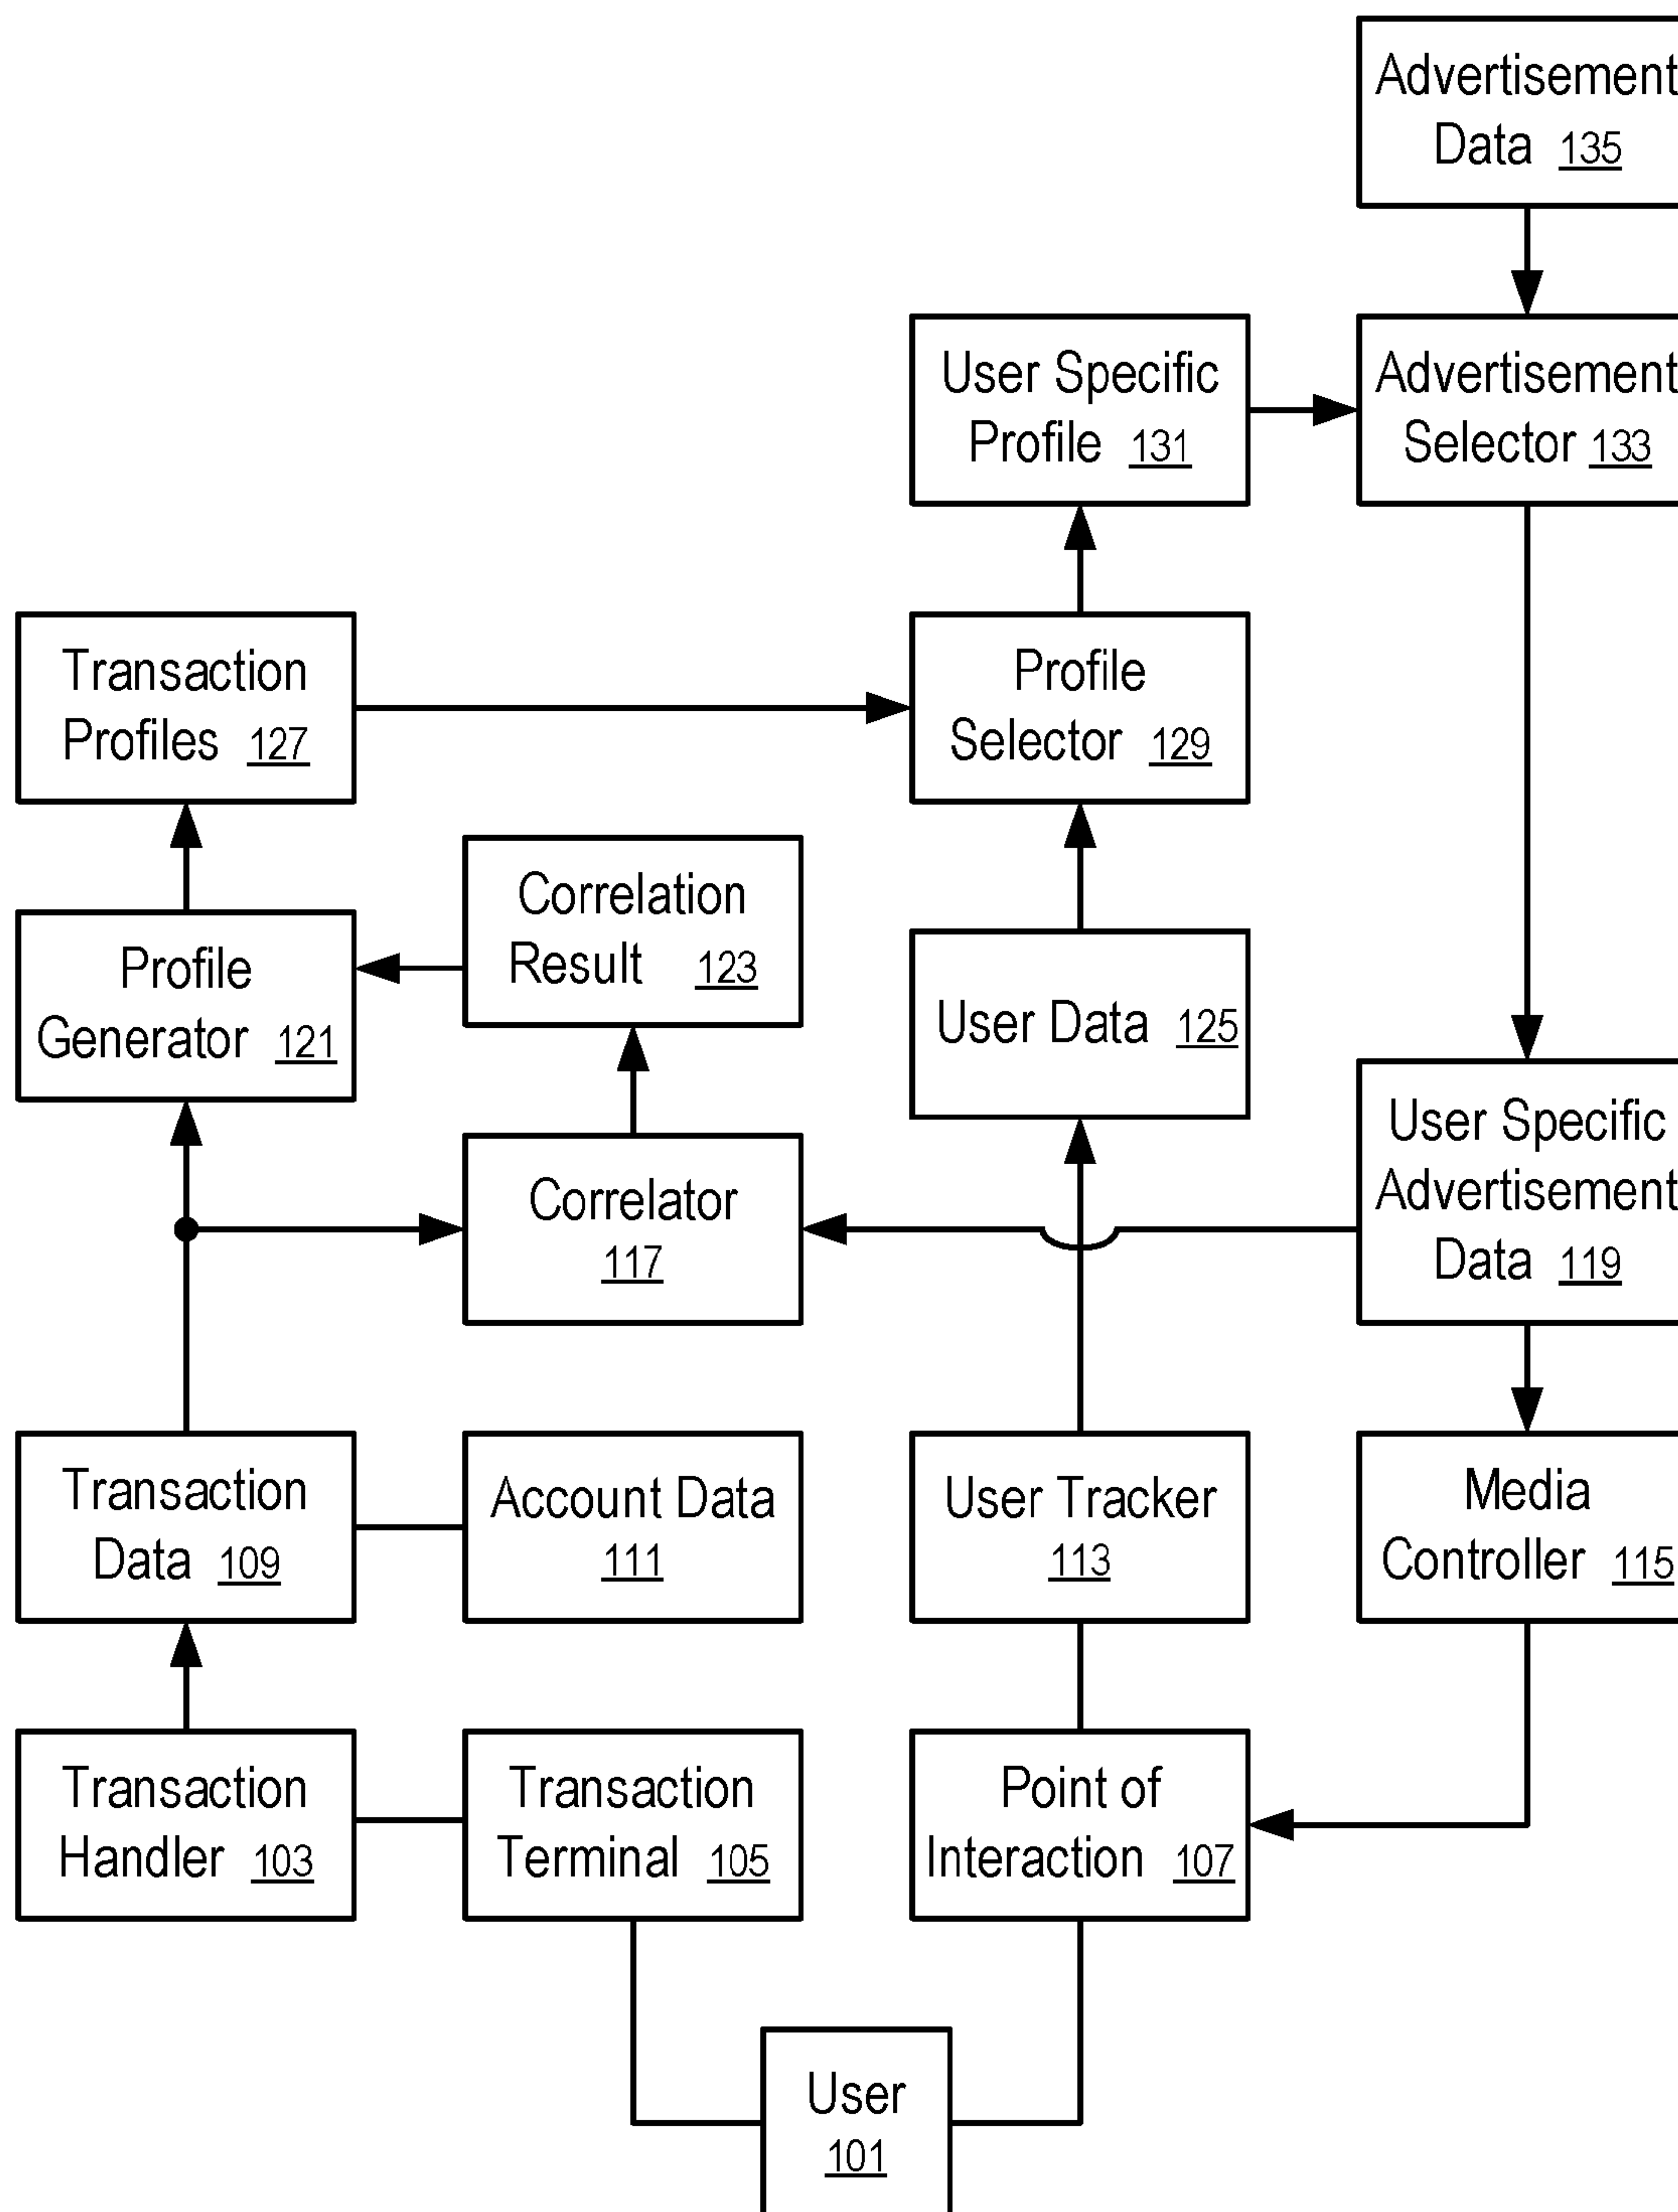 Advertisement
Data 135
User Specific
Profile 131
Advertisement
Selector 133
Transaction
Profiles 127
Profile
Selector 129
Correlation
Result 123
Profile
Generator 121
User Data 125
User Specific
Advertisement
Data 119
Correlator
117
Transaction
Data 109
Account Data
111
User Tracker
113
Media
Controller 115
Transaction
Handler 103
Transaction
Terminal 105
Point of
Interaction 107
User
101